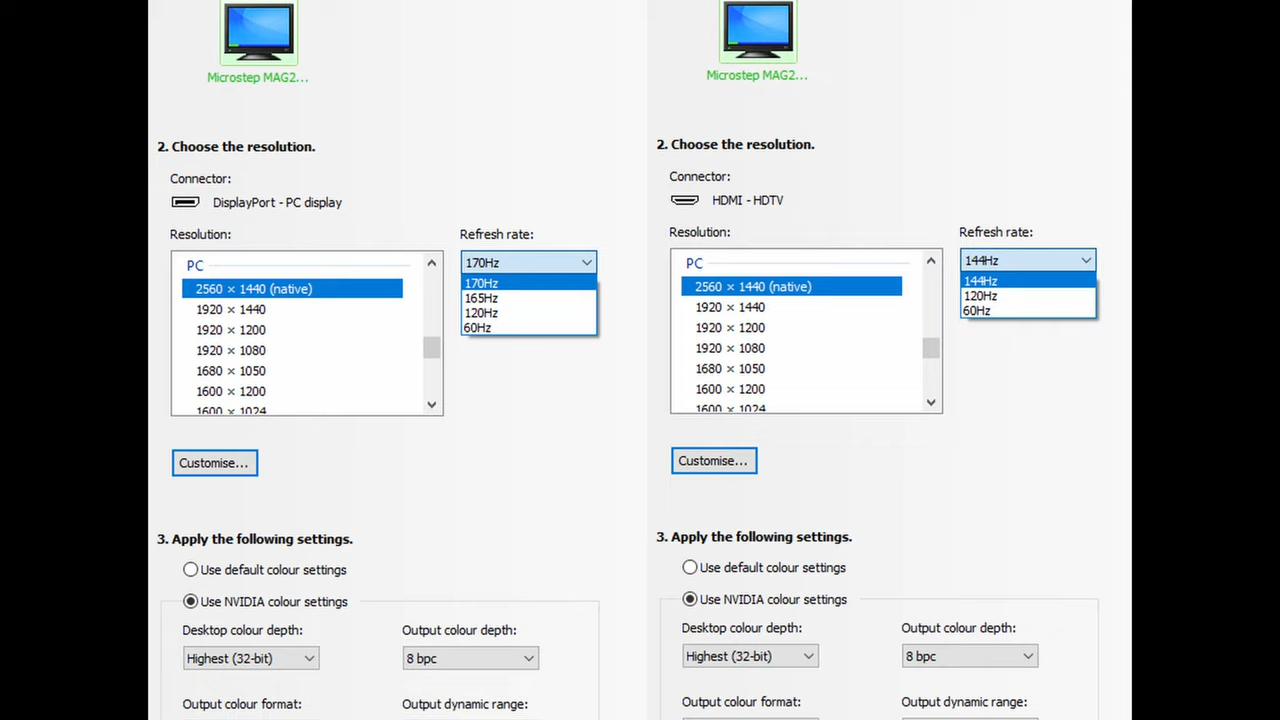 Microstep MAG2...
2. Choose the resolution.
Connector:
DisplayPort - PC display
Resolution:
Refresh rate:
PC
170Hz
2560 × 1440 (native)
170Hz
1920 × 1440
165Hz
1920 × 1200
120Hz
1920 × 1080
60Hz
1680 × 1050
1600 × 1200
1600 × 1024
Customise...
3. Apply the following settings.
Use default colour settings
Use NVIDIA colour settings
Desktop colour depth:
Output colour depth:
Highest (32-bit)
8 bpc
Output colour format:
Output dynamic range:
Microstep MAG2...
2. Choose the resolution.
Connector:
HDMI - HDTV
Resolution:
Refresh rate:
PC
144Hz
2560 × 1440 (native)
144Hz
1920 × 1440
120Hz
1920 × 1200
60Hz
1920 × 1080
1680 × 1050
1600 × 1200
1600 × 1024
Customise...
3. Apply the following settings.
Use default colour settings
Use NVIDIA colour settings
Desktop colour depth:
Output colour depth:
Highest (32-bit)
8 bpc
Output colour format:
Output dynamic range: